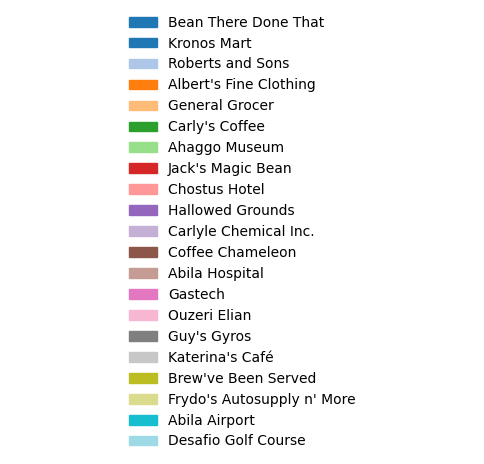 Bean There Done That
Kronos Mart
Roberts and Sons
Albert's Fine Clothing
General Grocer
Carly's Coffee
Ahaggo Museum
Jack's Magic Bean
Chostus Hotel
Hallowed Grounds
Carlyle Chemical Inc.
Coffee Chameleon
Abila Hospital
Gastech
Ouzeri Elian
Guy's Gyros
Katerina's Café
Brew've Been Served
Frydo's Autosupply n' More
Abila Airport
Desafio Golf Course